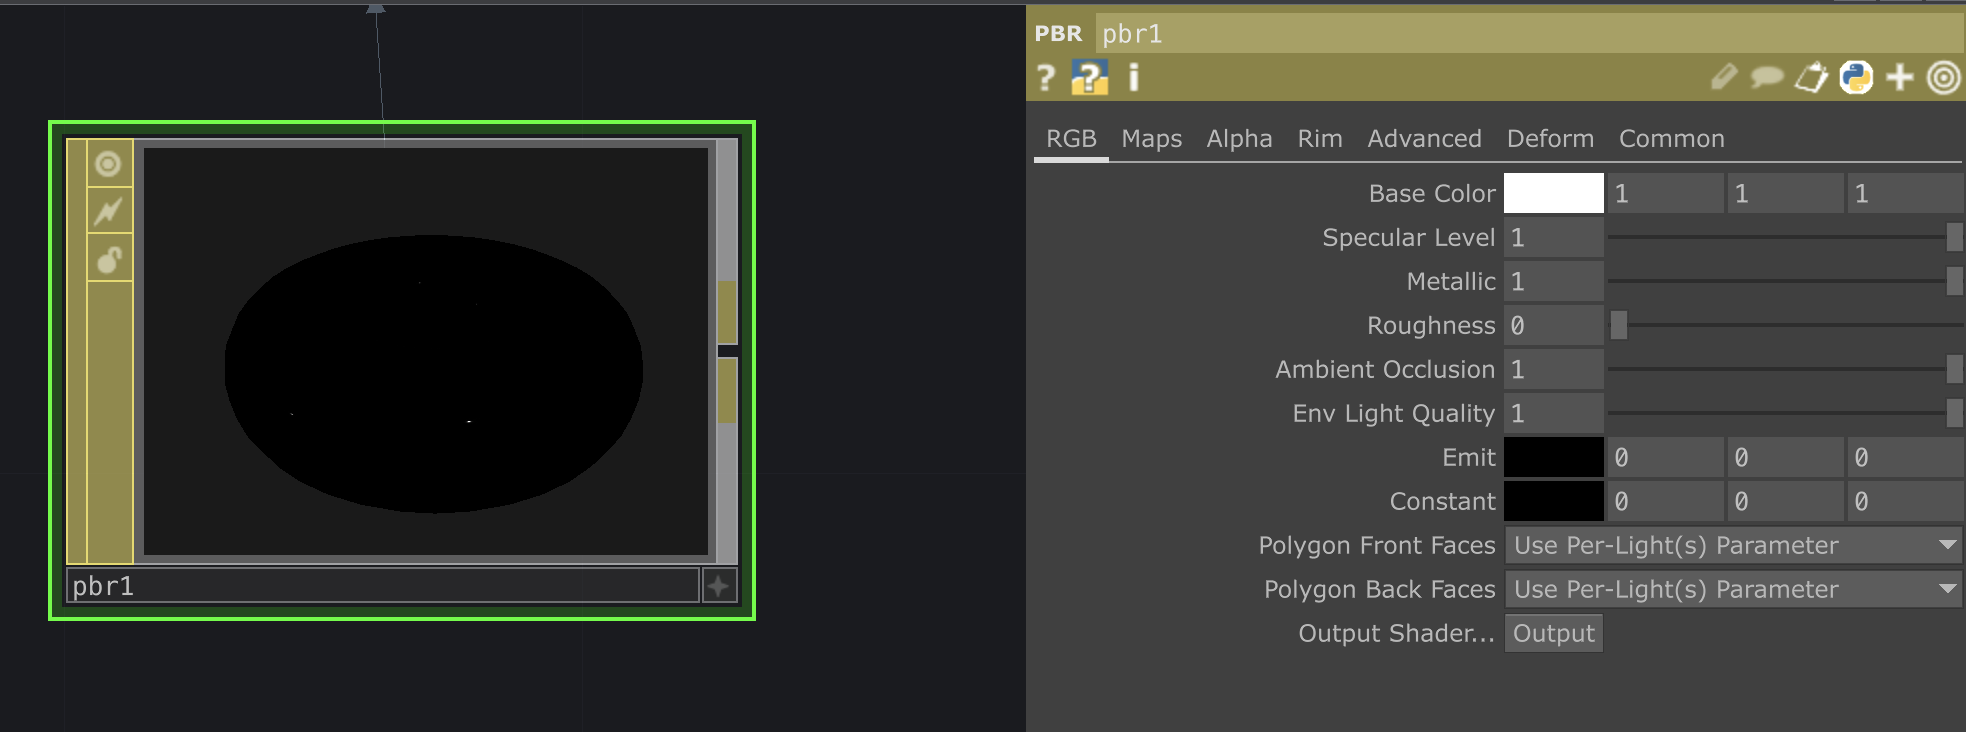 PBR pbr1
? ? i
RGB Maps Alpha Rim Advanced Deform Common
Base Color 1 1 1
Specular Level 1
Metallic 1
Roughness 0
Ambient Occlusion 1
Env Light Quality 1
Emit 0 0 0
Constant 0 0 0
Polygon Front Faces Use Per-Light(s) Parameter
Polygon Back Faces Use Per-Light(s) Parameter
Output Shader... Output
pbr1